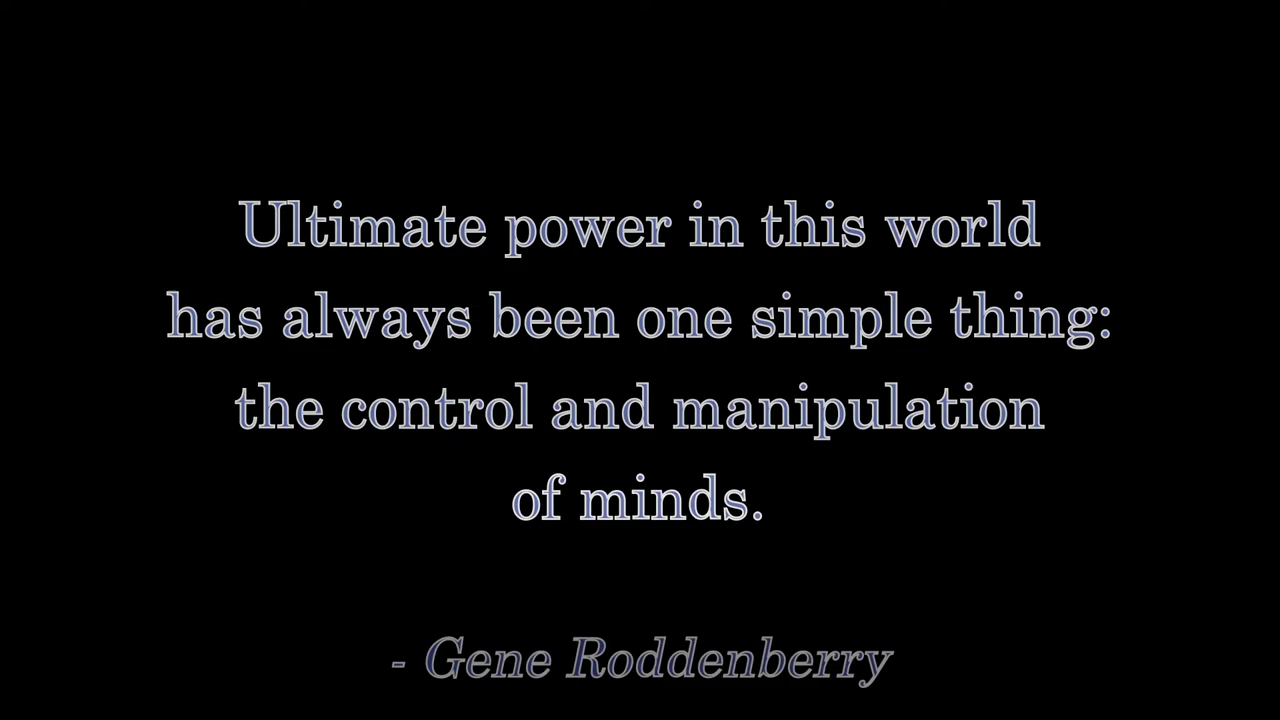 Ultimate power in this world
has always been one simple thing:
the control and manipulation
of minds.
- Gene Roddenberry